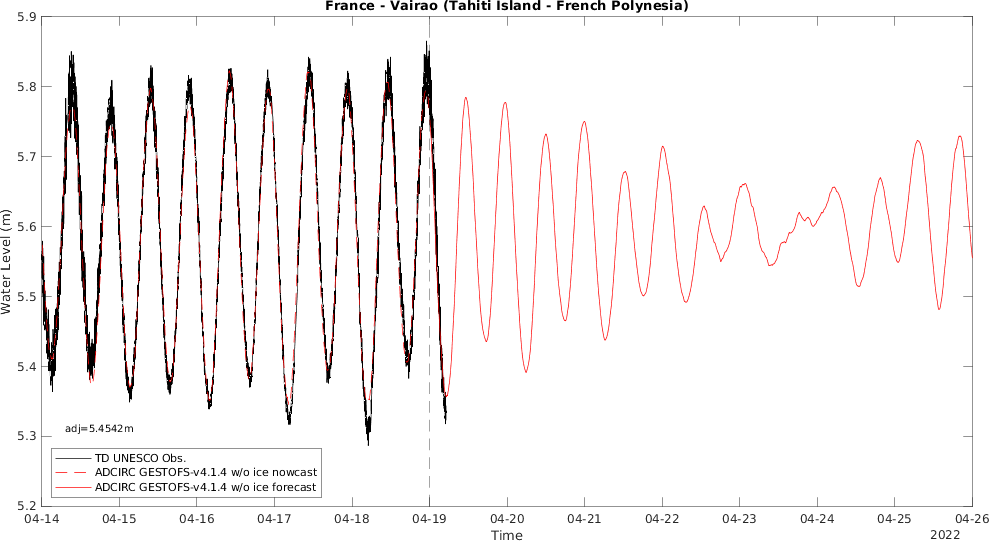 France - Vairao (Tahiti Island - French Polynesia)
5.9
5.8
5.7
5.6
5.5
5.4
5.3
5.2
Water Level (m)
adj=5.4542m
TD UNESCO Obs.
ADCIRC GESTOFS-v4.1.4 w/o ice nowcast
ADCIRC GESTOFS-v4.1.4 w/o ice forecast
04-14 04-15 04-16 04-17 04-18 04-19 04-20 04-21 04-22 04-23 04-24 04-25 04-26
Time
2022